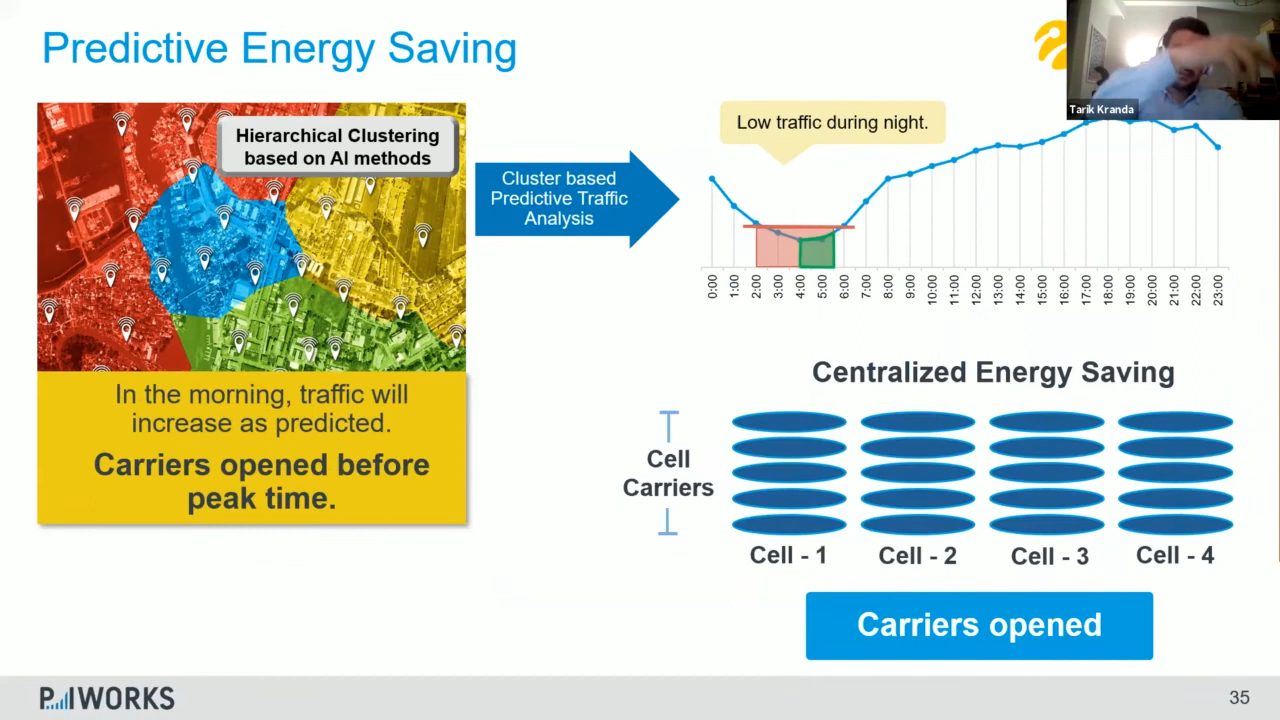 Predictive Energy Saving
Tarik Kranda
Hierarchical Clustering
based on AI methods
Cluster based
Predictive Traffic
Analysis
Low traffic during night.
0:00
1:00
2:00
3:00
4:00
5:00
6:00
7:00
8:00
9:00
10:00
11:00
12:00
13:00
14:00
15:00
16:00
17:00
18:00
19:00
20:00
21:00
22:00
23:00
In the morning, traffic will
increase as predicted.
Carriers opened before
peak time.
Centralized Energy Saving
Cell
Carriers
Cell - 1
Cell - 2
Cell - 3
Cell - 4
Carriers opened
P.I WORKS
35